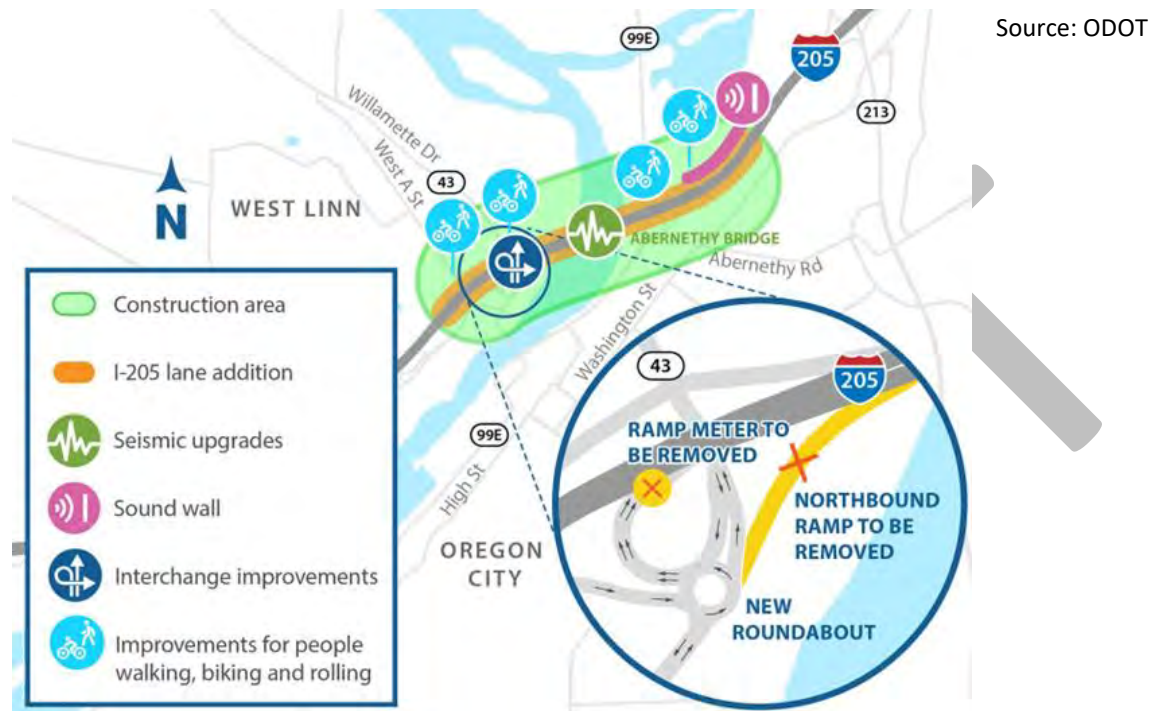 Source: ODOT
99E
205
213
Willamette Dr
West A St
43
WEST LINN
N
ABERNETHY BRIDGE
Abernethy Rd
Washington St
99E
High St
OREGON
CITY
Construction area
I-205 lane addition
Seismic upgrades
Sound wall
Interchange improvements
Improvements for people
walking, biking and rolling
43
205
RAMP METER TO
BE REMOVED
NORTHBOUND
RAMP TO BE
REMOVED
NEW
ROUNDABOUT